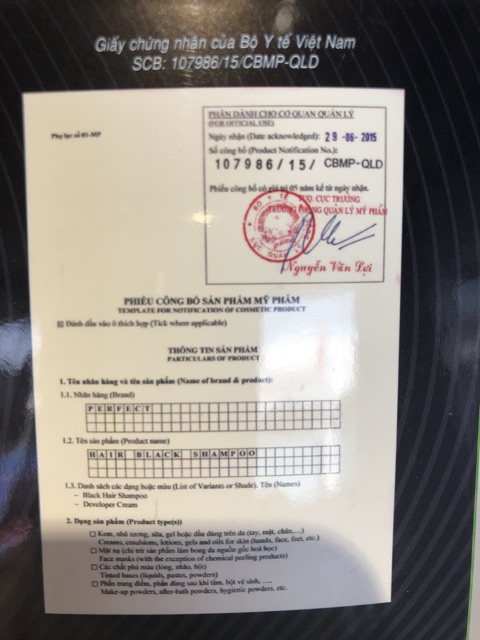 Giấy chứng nhận của Bộ Y tế Việt Nam
SCB: 107986/15/CBMP-QLD
Phụ lục số 01-MP
PHẦN DÀNH CHO CƠ QUAN QUẢN LÝ
(FOR OFFICIAL USE)
Ngày nhận (Date acknowledged): 29 -06- 2015
Số công bố (Product Notification No.):
107986/15/ CBMP-QLD
Phiếu công bố có giá trị 05 năm kể từ ngày nhận.
TUQ. CỤC TRƯỞNG
TRƯỞNG PHÒNG QUẢN LÝ MỸ PHẨM
BỘ Y TẾ
CỤC QUẢN LÝ
Nguyễn Văn Lợi
PHIẾU CÔNG BỐ SẢN PHẨM MỸ PHẨM
TEMPLATE FOR NOTIFICATION OF COSMETIC PRODUCT
☒ Đánh dấu vào ô thích hợp (Tick where applicable)
THÔNG TIN SẢN PHẨM
PARTICULARS OF PRODUCT
1. Tên nhãn hàng và tên sản phẩm (Name of brand & product):
1.1. Nhãn hàng (Brand)
PERFECT
1.2. Tên sản phẩm (Product name)
HAIR BLACK SHAMPOO
1.3. Danh sách các dạng hoặc màu (List of Variants or Shade). Tên (Names)
– Black Hair Shampoo
– Developer Cream
2. Dạng sản phẩm (Product type(s))
☐ Kem, nhũ tương, sữa, gel hoặc dầu dùng trên da (tay, mặt, chân,...)
Creams, emulsions, lotions, gels and oils for skin (hands, face, feet, etc.)
☐ Mặt nạ (chỉ trừ sản phẩm làm bong da nguồn gốc hoá học)
Face masks (with the exception of chemical peeling products)
☐ Các chất phủ màu (lỏng, nhão, bột)
Tinted bases (liquids, pastes, powders)
☐ Phấn trang điểm, phấn dùng sau khi tắm, bột vệ sinh, ....
Make-up powders, after-bath powders, hygienic powders, etc.